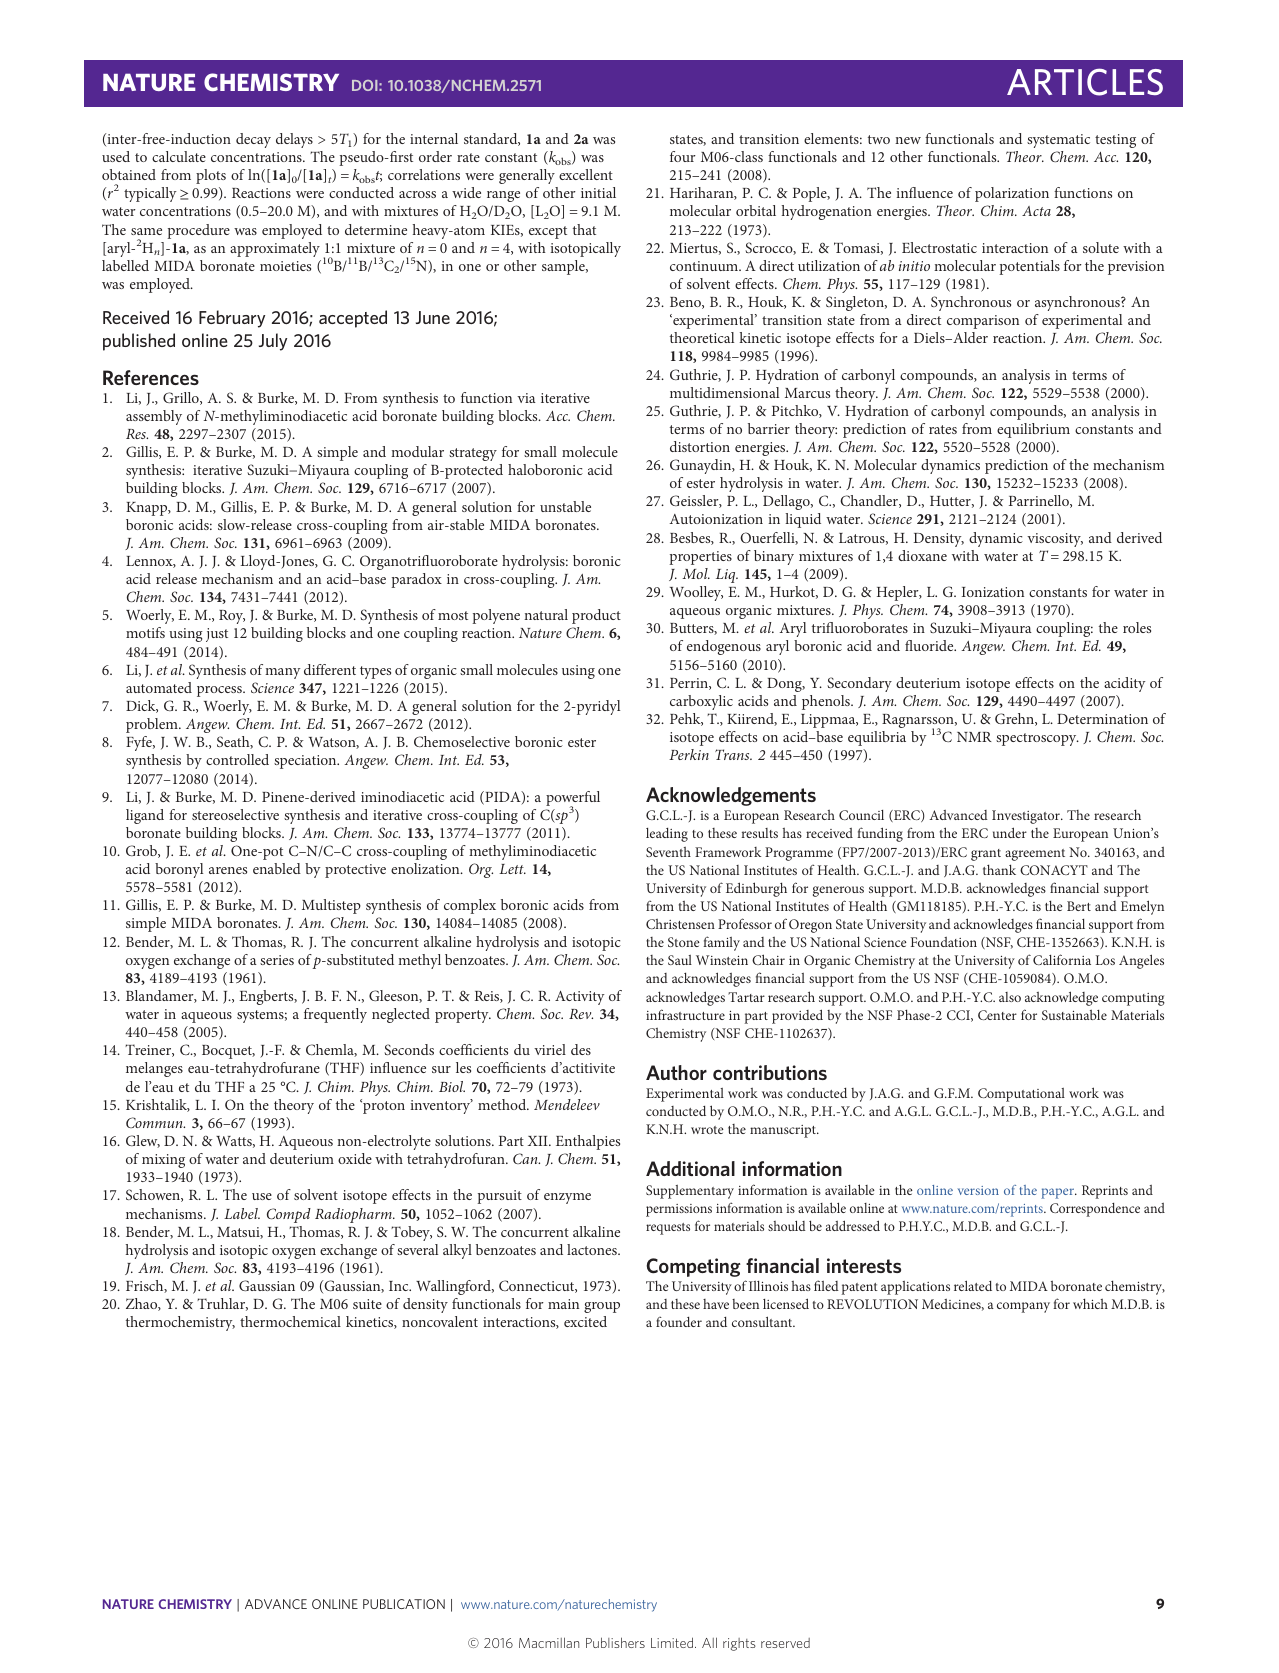 NATURE CHEMISTRY DOI: 10.1038/NCHEM.2571
ARTICLES
(inter-free-induction decay delays > 5T1) for the internal standard, 1a and 2a was
used to calculate concentrations. The pseudo-first order rate constant (kobs) was
obtained from plots of ln([1a]0/[1a]t) = kobst; correlations were generally excellent
(r2 typically ≥ 0.99). Reactions were conducted across a wide range of other initial
water concentrations (0.5–20.0 M), and with mixtures of H2O/D2O, [L2O] = 9.1 M.
The same procedure was employed to determine heavy-atom KIEs, except that
[aryl-2Hn]-1a, as an approximately 1:1 mixture of n = 0 and n = 4, with isotopically
labelled MIDA boronate moieties (10B/11B/13C2/15N), in one or other sample,
was employed.
Received 16 February 2016; accepted 13 June 2016;
published online 25 July 2016
References
1. Li, J., Grillo, A. S. & Burke, M. D. From synthesis to function via iterative
assembly of N-methyliminodiacetic acid boronate building blocks. Acc. Chem.
Res. 48, 2297–2307 (2015).
2. Gillis, E. P. & Burke, M. D. A simple and modular strategy for small molecule
synthesis: iterative Suzuki–Miyaura coupling of B-protected haloboronic acid
building blocks. J. Am. Chem. Soc. 129, 6716–6717 (2007).
3. Knapp, D. M., Gillis, E. P. & Burke, M. D. A general solution for unstable
boronic acids: slow-release cross-coupling from air-stable MIDA boronates.
J. Am. Chem. Soc. 131, 6961–6963 (2009).
4. Lennox, A. J. J. & Lloyd-Jones, G. C. Organotrifluoroborate hydrolysis: boronic
acid release mechanism and an acid–base paradox in cross-coupling. J. Am.
Chem. Soc. 134, 7431–7441 (2012).
5. Woerly, E. M., Roy, J. & Burke, M. D. Synthesis of most polyene natural product
motifs using just 12 building blocks and one coupling reaction. Nature Chem. 6,
484–491 (2014).
6. Li, J. et al. Synthesis of many different types of organic small molecules using one
automated process. Science 347, 1221–1226 (2015).
7. Dick, G. R., Woerly, E. M. & Burke, M. D. A general solution for the 2-pyridyl
problem. Angew. Chem. Int. Ed. 51, 2667–2672 (2012).
8. Fyfe, J. W. B., Seath, C. P. & Watson, A. J. B. Chemoselective boronic ester
synthesis by controlled speciation. Angew. Chem. Int. Ed. 53,
12077–12080 (2014).
9. Li, J. & Burke, M. D. Pinene-derived iminodiacetic acid (PIDA): a powerful
ligand for stereoselective synthesis and iterative cross-coupling of C(sp3)
boronate building blocks. J. Am. Chem. Soc. 133, 13774–13777 (2011).
10. Grob, J. E. et al. One-pot C–N/C–C cross-coupling of methyliminodiacetic
acid boronyl arenes enabled by protective enolization. Org. Lett. 14,
5578–5581 (2012).
11. Gillis, E. P. & Burke, M. D. Multistep synthesis of complex boronic acids from
simple MIDA boronates. J. Am. Chem. Soc. 130, 14084–14085 (2008).
12. Bender, M. L. & Thomas, R. J. The concurrent alkaline hydrolysis and isotopic
oxygen exchange of a series of p-substituted methyl benzoates. J. Am. Chem. Soc.
83, 4189–4193 (1961).
13. Blandamer, M. J., Engberts, J. B. F. N., Gleeson, P. T. & Reis, J. C. R. Activity of
water in aqueous systems; a frequently neglected property. Chem. Soc. Rev. 34,
440–458 (2005).
14. Treiner, C., Bocquet, J.-F. & Chemla, M. Seconds coefficients du viriel des
melanges eau-tetrahydrofurane (THF) influence sur les coefficients d'actitivite
de l'eau et du THF a 25 °C. J. Chim. Phys. Chim. Biol. 70, 72–79 (1973).
15. Krishtalik, L. I. On the theory of the 'proton inventory' method. Mendeleev
Commun. 3, 66–67 (1993).
16. Glew, D. N. & Watts, H. Aqueous non-electrolyte solutions. Part XII. Enthalpies
of mixing of water and deuterium oxide with tetrahydrofuran. Can. J. Chem. 51,
1933–1940 (1973).
17. Schowen, R. L. The use of solvent isotope effects in the pursuit of enzyme
mechanisms. J. Label. Compd Radiopharm. 50, 1052–1062 (2007).
18. Bender, M. L., Matsui, H., Thomas, R. J. & Tobey, S. W. The concurrent alkaline
hydrolysis and isotopic oxygen exchange of several alkyl benzoates and lactones.
J. Am. Chem. Soc. 83, 4193–4196 (1961).
19. Frisch, M. J. et al. Gaussian 09 (Gaussian, Inc. Wallingford, Connecticut, 1973).
20. Zhao, Y. & Truhlar, D. G. The M06 suite of density functionals for main group
thermochemistry, thermochemical kinetics, noncovalent interactions, excited
states, and transition elements: two new functionals and systematic testing of
four M06-class functionals and 12 other functionals. Theor. Chem. Acc. 120,
215–241 (2008).
21. Hariharan, P. C. & Pople, J. A. The influence of polarization functions on
molecular orbital hydrogenation energies. Theor. Chim. Acta 28,
213–222 (1973).
22. Miertus, S., Scrocco, E. & Tomasi, J. Electrostatic interaction of a solute with a
continuum. A direct utilization of ab initio molecular potentials for the prevision
of solvent effects. Chem. Phys. 55, 117–129 (1981).
23. Beno, B. R., Houk, K. & Singleton, D. A. Synchronous or asynchronous? An
'experimental' transition state from a direct comparison of experimental and
theoretical kinetic isotope effects for a Diels–Alder reaction. J. Am. Chem. Soc.
118, 9984–9985 (1996).
24. Guthrie, J. P. Hydration of carbonyl compounds, an analysis in terms of
multidimensional Marcus theory. J. Am. Chem. Soc. 122, 5529–5538 (2000).
25. Guthrie, J. P. & Pitchko, V. Hydration of carbonyl compounds, an analysis in
terms of no barrier theory: prediction of rates from equilibrium constants and
distortion energies. J. Am. Chem. Soc. 122, 5520–5528 (2000).
26. Gunaydin, H. & Houk, K. N. Molecular dynamics prediction of the mechanism
of ester hydrolysis in water. J. Am. Chem. Soc. 130, 15232–15233 (2008).
27. Geissler, P. L., Dellago, C., Chandler, D., Hutter, J. & Parrinello, M.
Autoionization in liquid water. Science 291, 2121–2124 (2001).
28. Besbes, R., Ouerfelli, N. & Latrous, H. Density, dynamic viscosity, and derived
properties of binary mixtures of 1,4 dioxane with water at T = 298.15 K.
J. Mol. Liq. 145, 1–4 (2009).
29. Woolley, E. M., Hurkot, D. G. & Hepler, L. G. Ionization constants for water in
aqueous organic mixtures. J. Phys. Chem. 74, 3908–3913 (1970).
30. Butters, M. et al. Aryl trifluoroborates in Suzuki–Miyaura coupling: the roles
of endogenous aryl boronic acid and fluoride. Angew. Chem. Int. Ed. 49,
5156–5160 (2010).
31. Perrin, C. L. & Dong, Y. Secondary deuterium isotope effects on the acidity of
carboxylic acids and phenols. J. Am. Chem. Soc. 129, 4490–4497 (2007).
32. Pehk, T., Kiirend, E., Lippmaa, E., Ragnarsson, U. & Grehn, L. Determination of
isotope effects on acid–base equilibria by 13C NMR spectroscopy. J. Chem. Soc.
Perkin Trans. 2 445–450 (1997).
Acknowledgements
G.C.L.-J. is a European Research Council (ERC) Advanced Investigator. The research
leading to these results has received funding from the ERC under the European Union's
Seventh Framework Programme (FP7/2007-2013)/ERC grant agreement No. 340163, and
the US National Institutes of Health. G.C.L.-J. and J.A.G. thank CONACYT and The
University of Edinburgh for generous support. M.D.B. acknowledges financial support
from the US National Institutes of Health (GM118185). P.H.-Y.C. is the Bert and Emelyn
Christensen Professor of Oregon State University and acknowledges financial support from
the Stone family and the US National Science Foundation (NSF, CHE-1352663). K.N.H. is
the Saul Winstein Chair in Organic Chemistry at the University of California Los Angeles
and acknowledges financial support from the US NSF (CHE-1059084). O.M.O.
acknowledges Tartar research support. O.M.O. and P.H.-Y.C. also acknowledge computing
infrastructure in part provided by the NSF Phase-2 CCI, Center for Sustainable Materials
Chemistry (NSF CHE-1102637).
Author contributions
Experimental work was conducted by J.A.G. and G.F.M. Computational work was
conducted by O.M.O., N.R., P.H.-Y.C. and A.G.L. G.C.L.-J., M.D.B., P.H.-Y.C., A.G.L. and
K.N.H. wrote the manuscript.
Additional information
Supplementary information is available in the online version of the paper. Reprints and
permissions information is available online at www.nature.com/reprints. Correspondence and
requests for materials should be addressed to P.H.Y.C., M.D.B. and G.C.L.-J.
Competing financial interests
The University of Illinois has filed patent applications related to MIDA boronate chemistry,
and these have been licensed to REVOLUTION Medicines, a company for which M.D.B. is
a founder and consultant.
NATURE CHEMISTRY | ADVANCE ONLINE PUBLICATION | www.nature.com/naturechemistry
9
© 2016 Macmillan Publishers Limited. All rights reserved